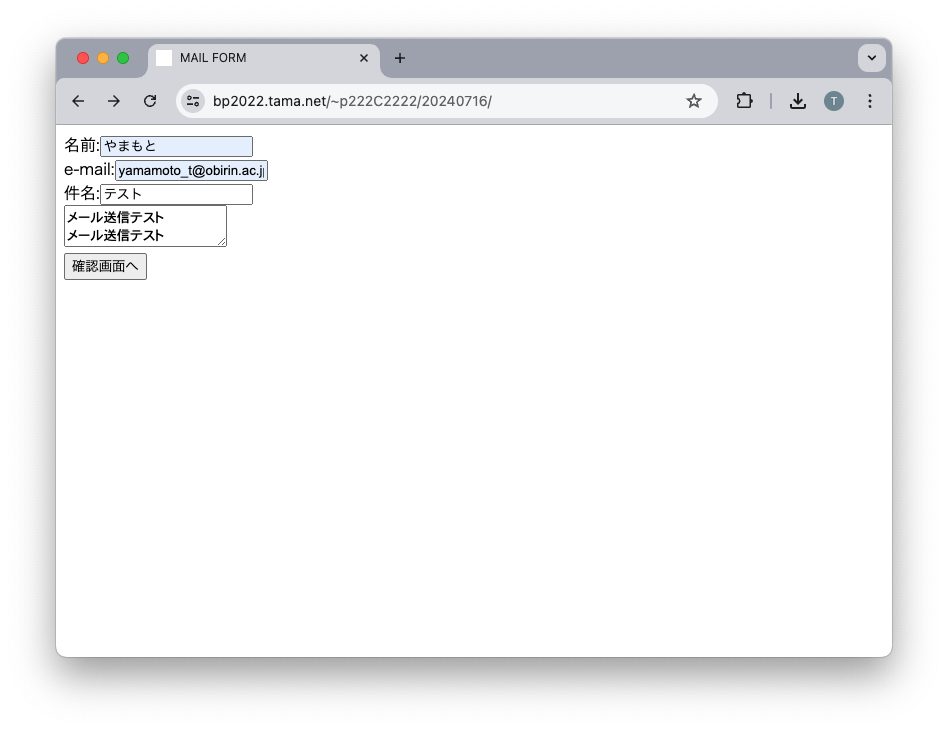 MAIL FORM
bp2022.tama.net/~p222C2222/20240716/
T
名前:やまもと
e-mail:yamamoto_t@obirin.ac.j
件名:テスト
メール送信テスト
メール送信テスト
確認画面へ